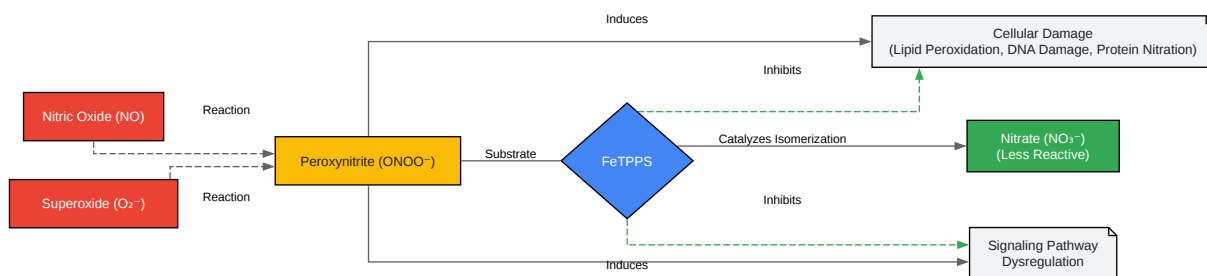 Induces
Cellular Damage
(Lipid Peroxidation, DNA Damage, Protein Nitration)
Inhibits
Nitric Oxide (NO)
Reaction
Peroxynitrite (ONOO⁻)
Substrate
FeTPPS
Catalyzes Isomerization
Nitrate (NO₃⁻)
(Less Reactive)
Superoxide (O₂⁻)
Reaction
Inhibits
Signaling Pathway
Dysregulation
Induces